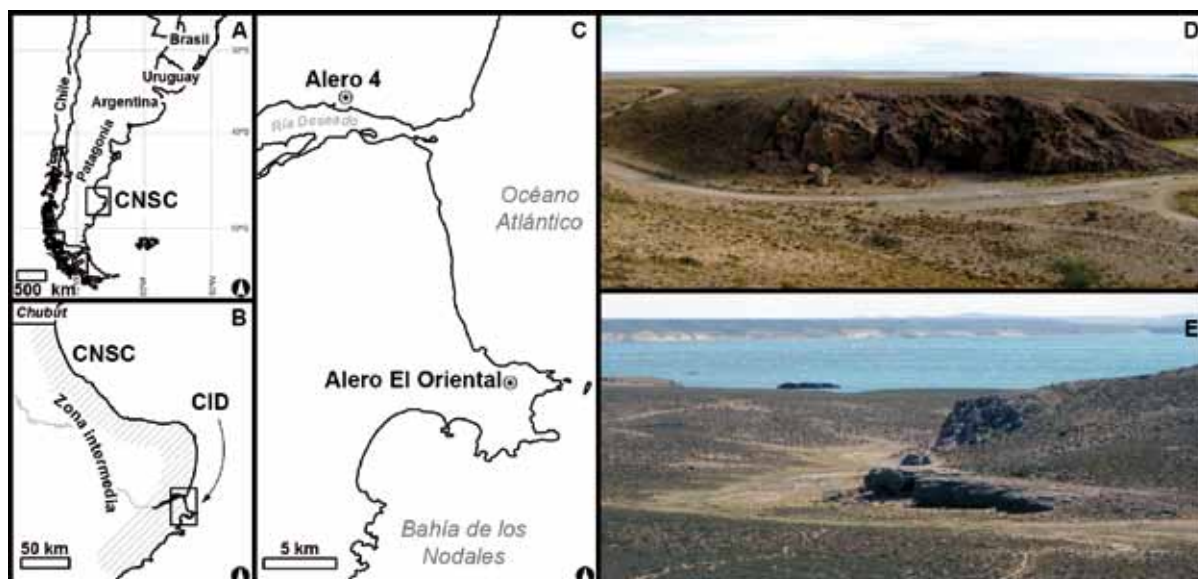 A
Brasil
Uruguay
Chile
Argentina
Patagonia
CNSC
500 km
B
Chubut
CNSC
CID
Zona intermedia
50 km
C
Alero 4
Ría Deseado
Océano
Atlántico
Alero El Oriental
Bahía de los
Nodales
5 km
D
E